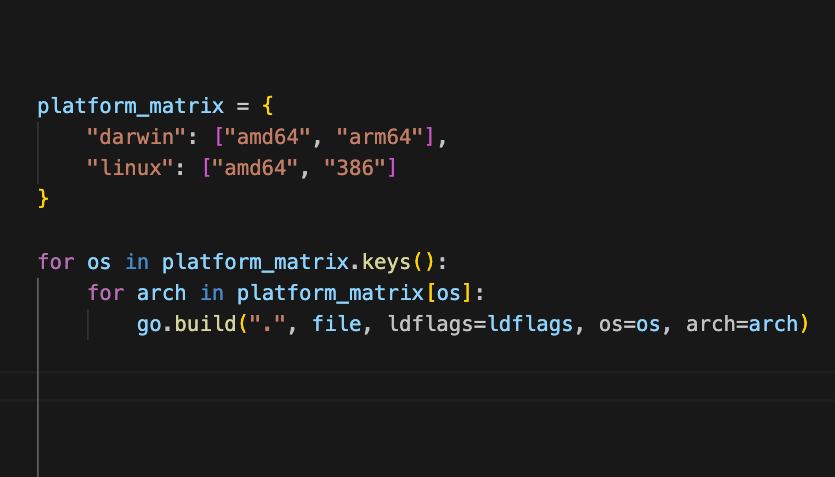 platform_matrix = {
    "darwin": ["amd64", "arm64"],
    "linux": ["amd64", "386"]
}
for os in platform_matrix.keys():
    for arch in platform_matrix[os]:
        go.build(".", file, ldflags=ldflags, os=os, arch=arch)